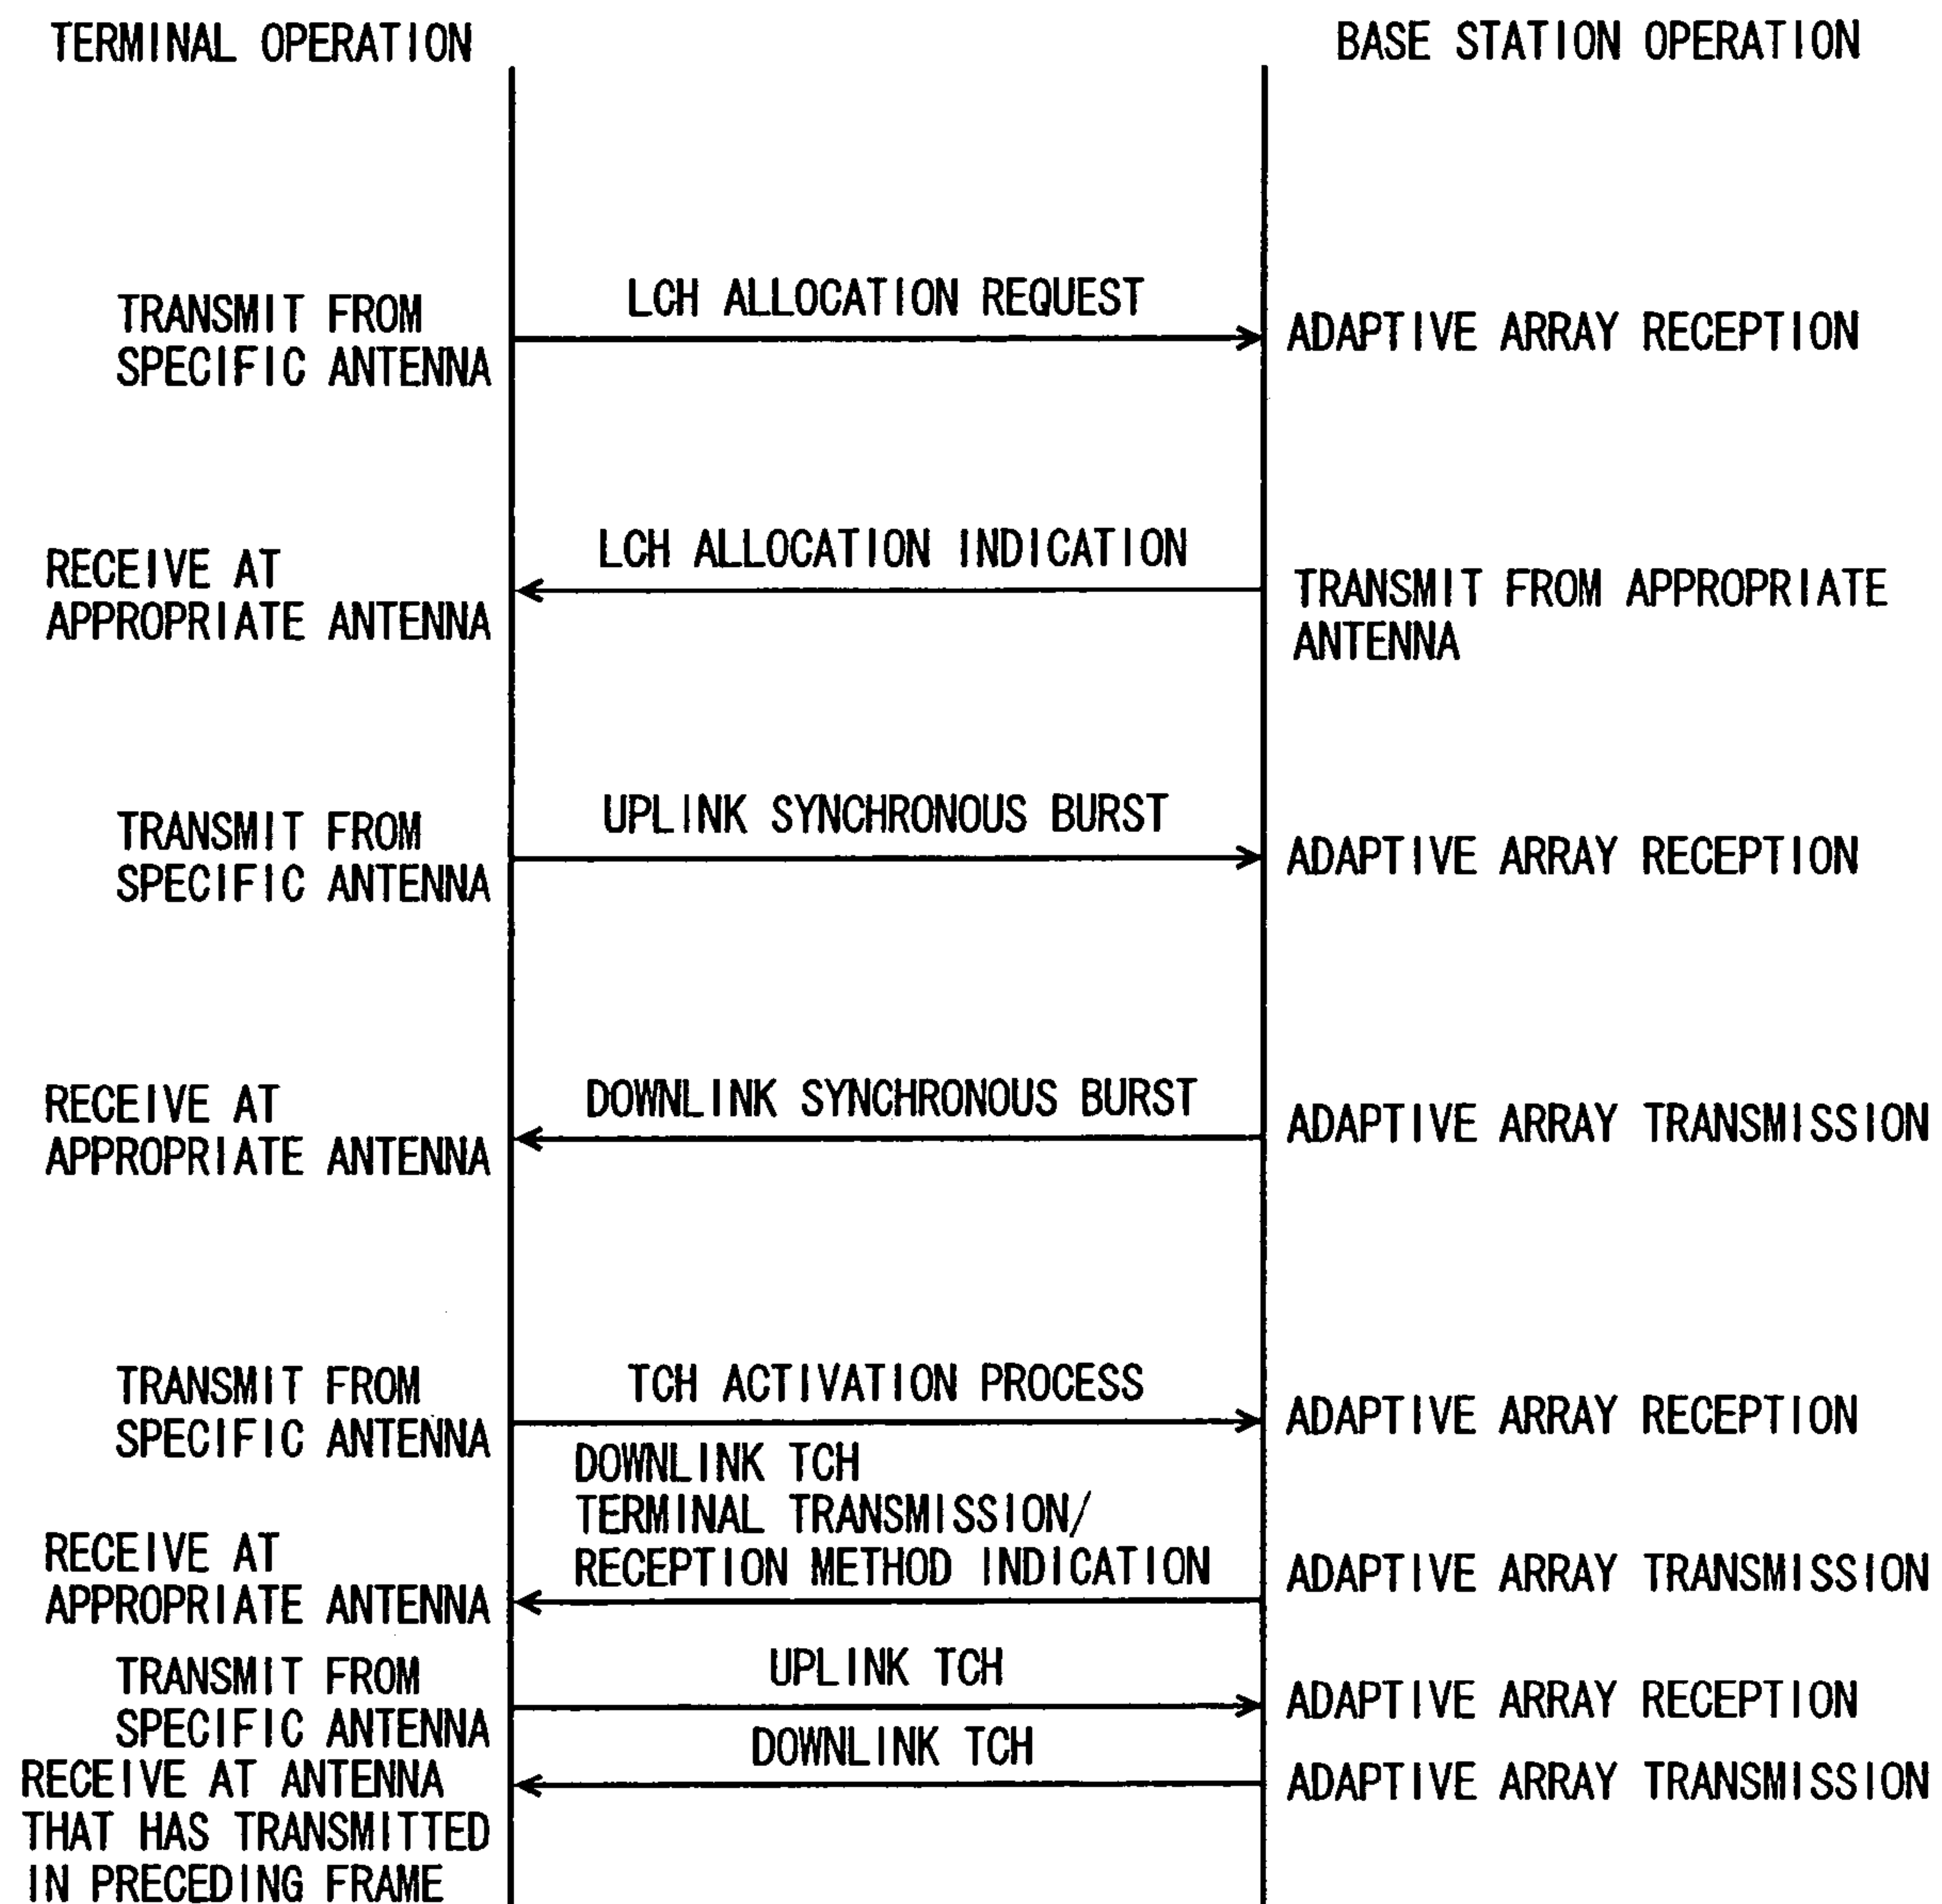 TERMINAL OPERATION
BASE STATION OPERATION
TRANSMIT FROM
SPECIFIC ANTENNA
LCH ALLOCATION REQUEST
ADAPTIVE ARRAY RECEPTION
RECEIVE AT
APPROPRIATE ANTENNA
LCH ALLOCATION INDICATION
TRANSMIT FROM APPROPRIATE
ANTENNA
TRANSMIT FROM
SPECIFIC ANTENNA
UPLINK SYNCHRONOUS BURST
ADAPTIVE ARRAY RECEPTION
RECEIVE AT
APPROPRIATE ANTENNA
DOWNLINK SYNCHRONOUS BURST
ADAPTIVE ARRAY TRANSMISSION
TRANSMIT FROM
SPECIFIC ANTENNA
TCH ACTIVATION PROCESS
ADAPTIVE ARRAY RECEPTION
RECEIVE AT
APPROPRIATE ANTENNA
DOWNLINK TCH
TERMINAL TRANSMISSION/
RECEPTION METHOD INDICATION
ADAPTIVE ARRAY TRANSMISSION
TRANSMIT FROM
SPECIFIC ANTENNA
UPLINK TCH
ADAPTIVE ARRAY RECEPTION
RECEIVE AT ANTENNA
THAT HAS TRANSMITTED
IN PRECEDING FRAME
DOWNLINK TCH
ADAPTIVE ARRAY TRANSMISSION